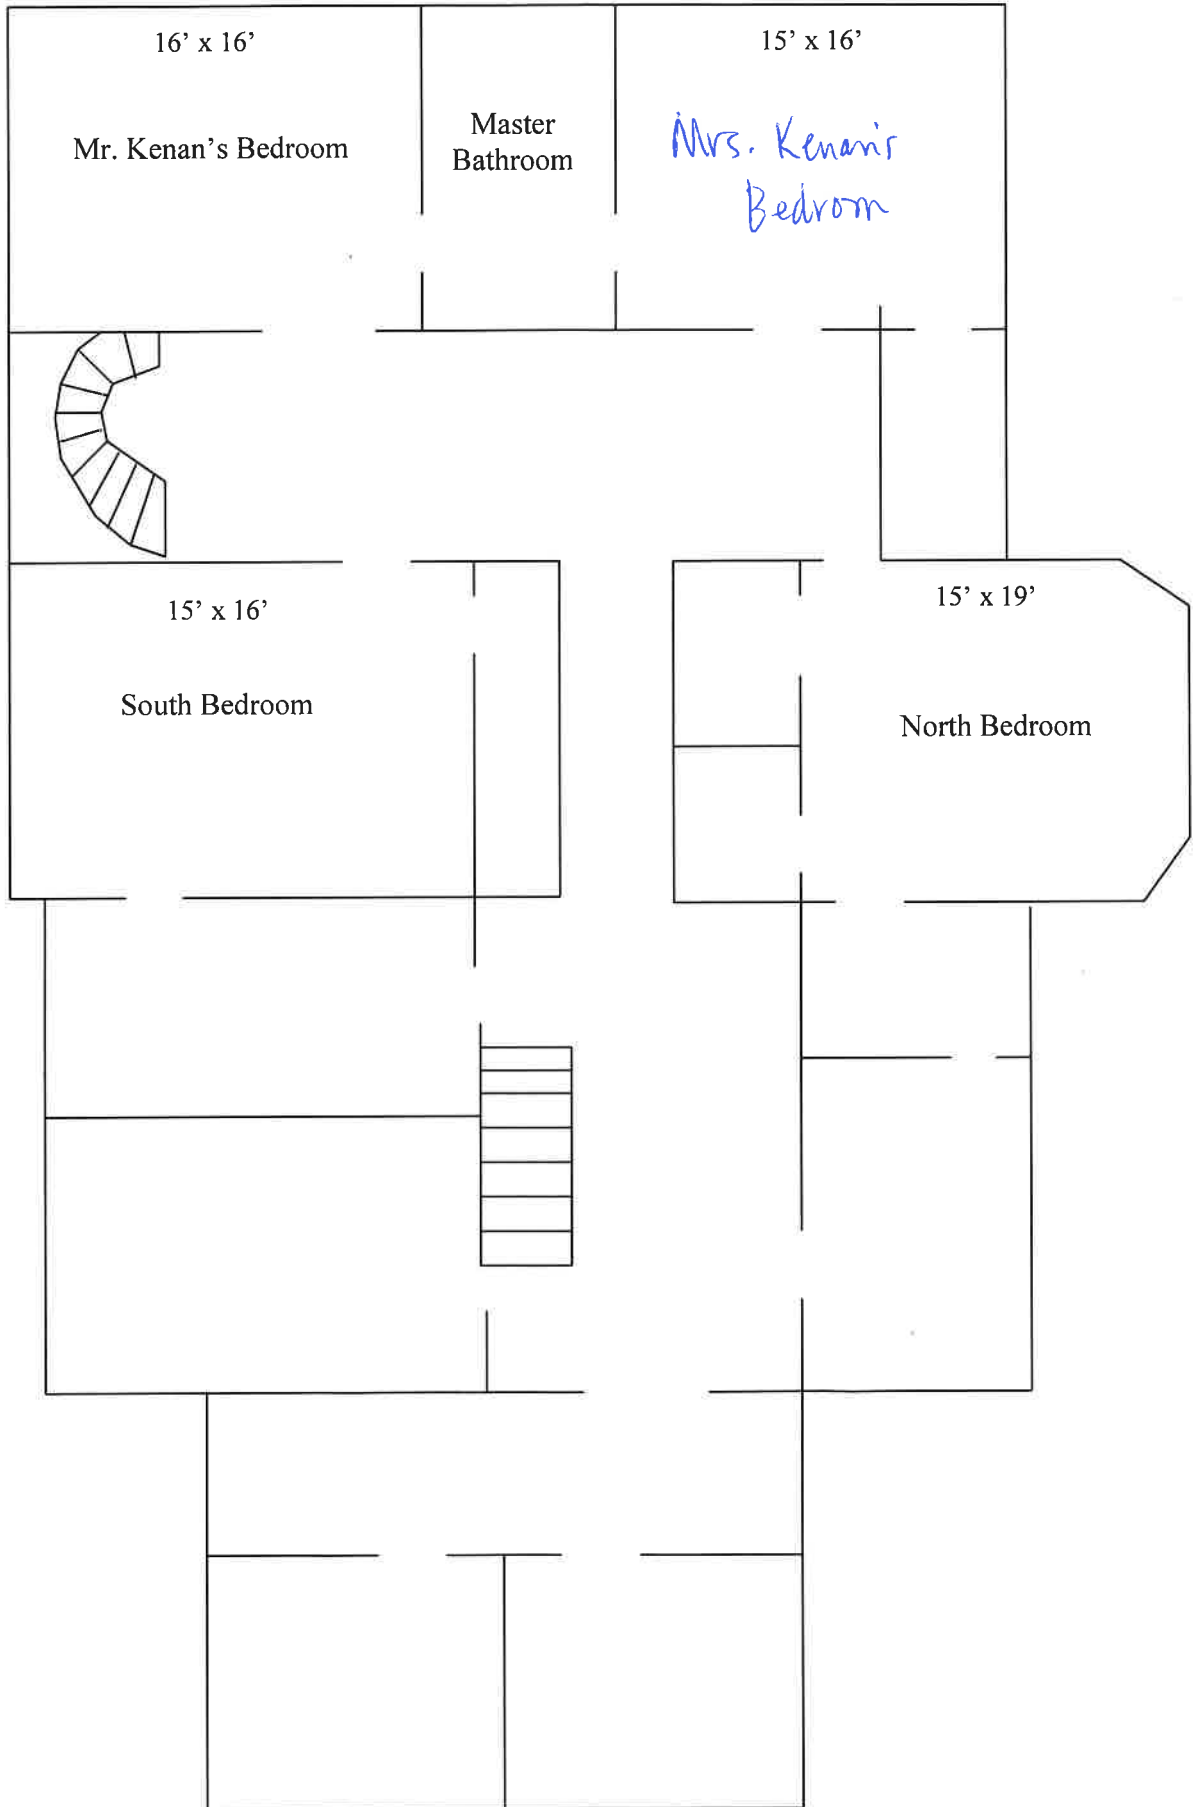 16’ x 16’
15’ x 16’
Mr. Kenan’s Bedroom
Master
Bathroom
Mrs. Kenan's
Bedroom
15’ x 16’
15’ x 19’
South Bedroom
North Bedroom